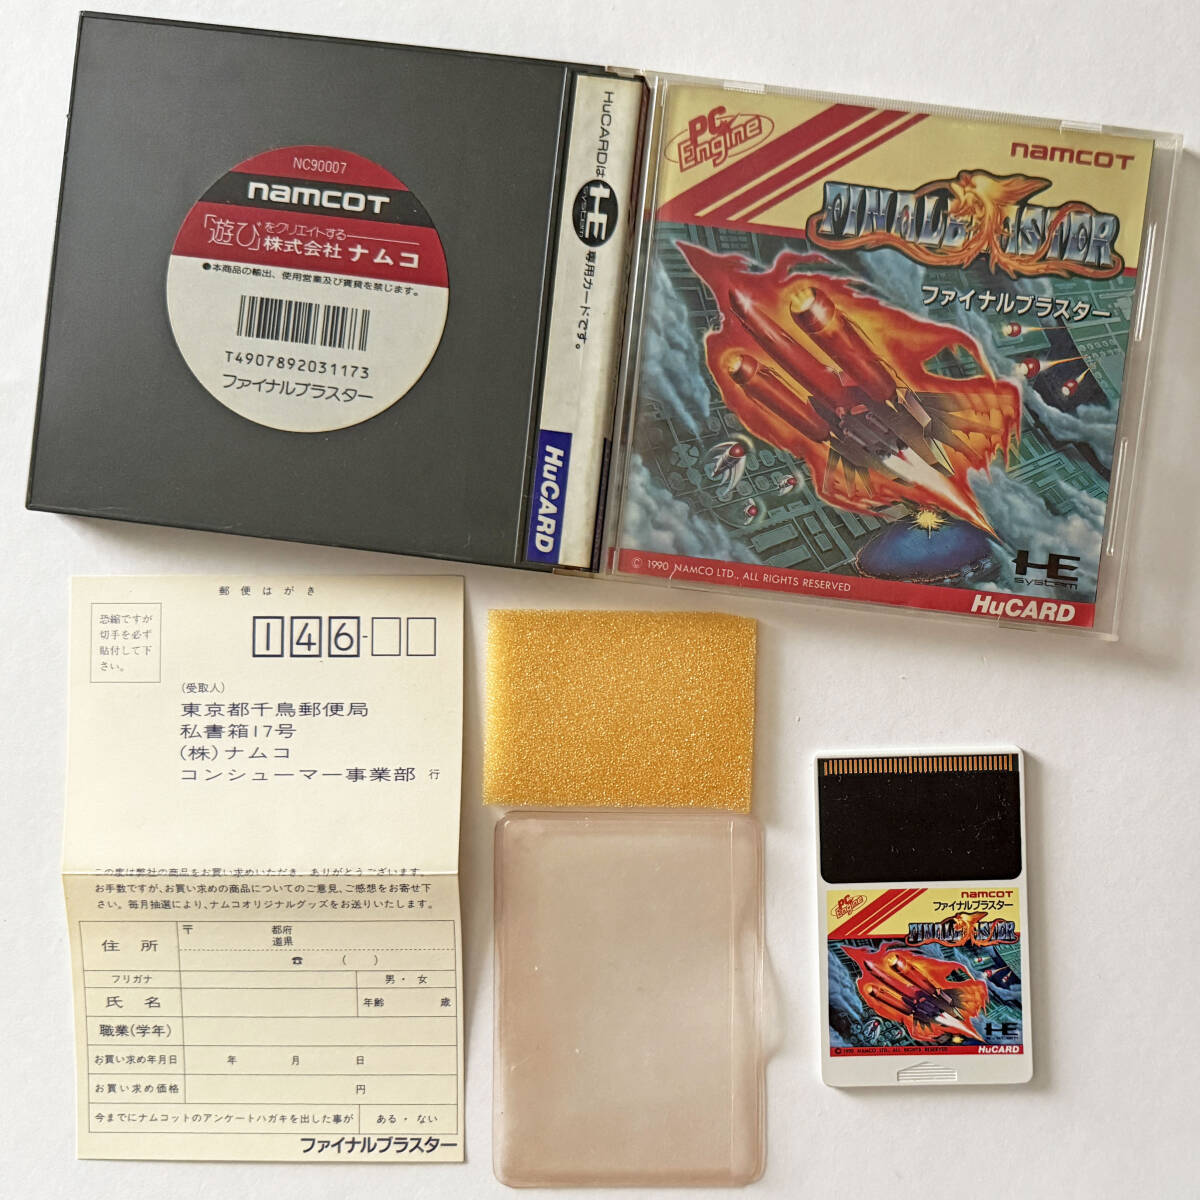 NC90007
namcot
「遊び」をクリエイトする
株式会社ナムコ
●本商品の輸出、使用営業及び賃貸を禁じます。
T4907892031173
ファイナルブラスター
HuCARDは
HE
SYSTEM
専用カードです。
HuCARD
PC Engine
namcot
FINAL BLASTER
ファイナルブラスター
© 1990 NAMCO LTD., ALL RIGHTS RESERVED
HE
SYSTEM
HuCARD
郵便はがき
恐縮ですが
切手を必ず
貼付して下
さい。
146-
(受取人)
東京都千鳥郵便局
私書箱17号
(株)ナムコ
コンシューマー事業部 行
この度は弊社の商品をお買い求めいただき、ありがとうございます。
お手数ですが、お買い求めの商品についてのご意見、ご感想をお寄せ下
さい。毎月抽選により、ナムコオリジナルグッズをお送りいたします。
住所
〒 都府
道県
☎ ( )
フリガナ 男・女
氏名 年齢 歳
職業(学年)
お買い求め年月日 年 月 日
お買い求め価格 円
今までにナムコットのアンケートハガキを出した事が ある・ない
ファイナルブラスター
PC Engine
namcot
ファイナルブラスター
FINAL BLASTER
HE
SYSTEM
© 1990 NAMCO LTD., ALL RIGHTS RESERVED
HuCARD